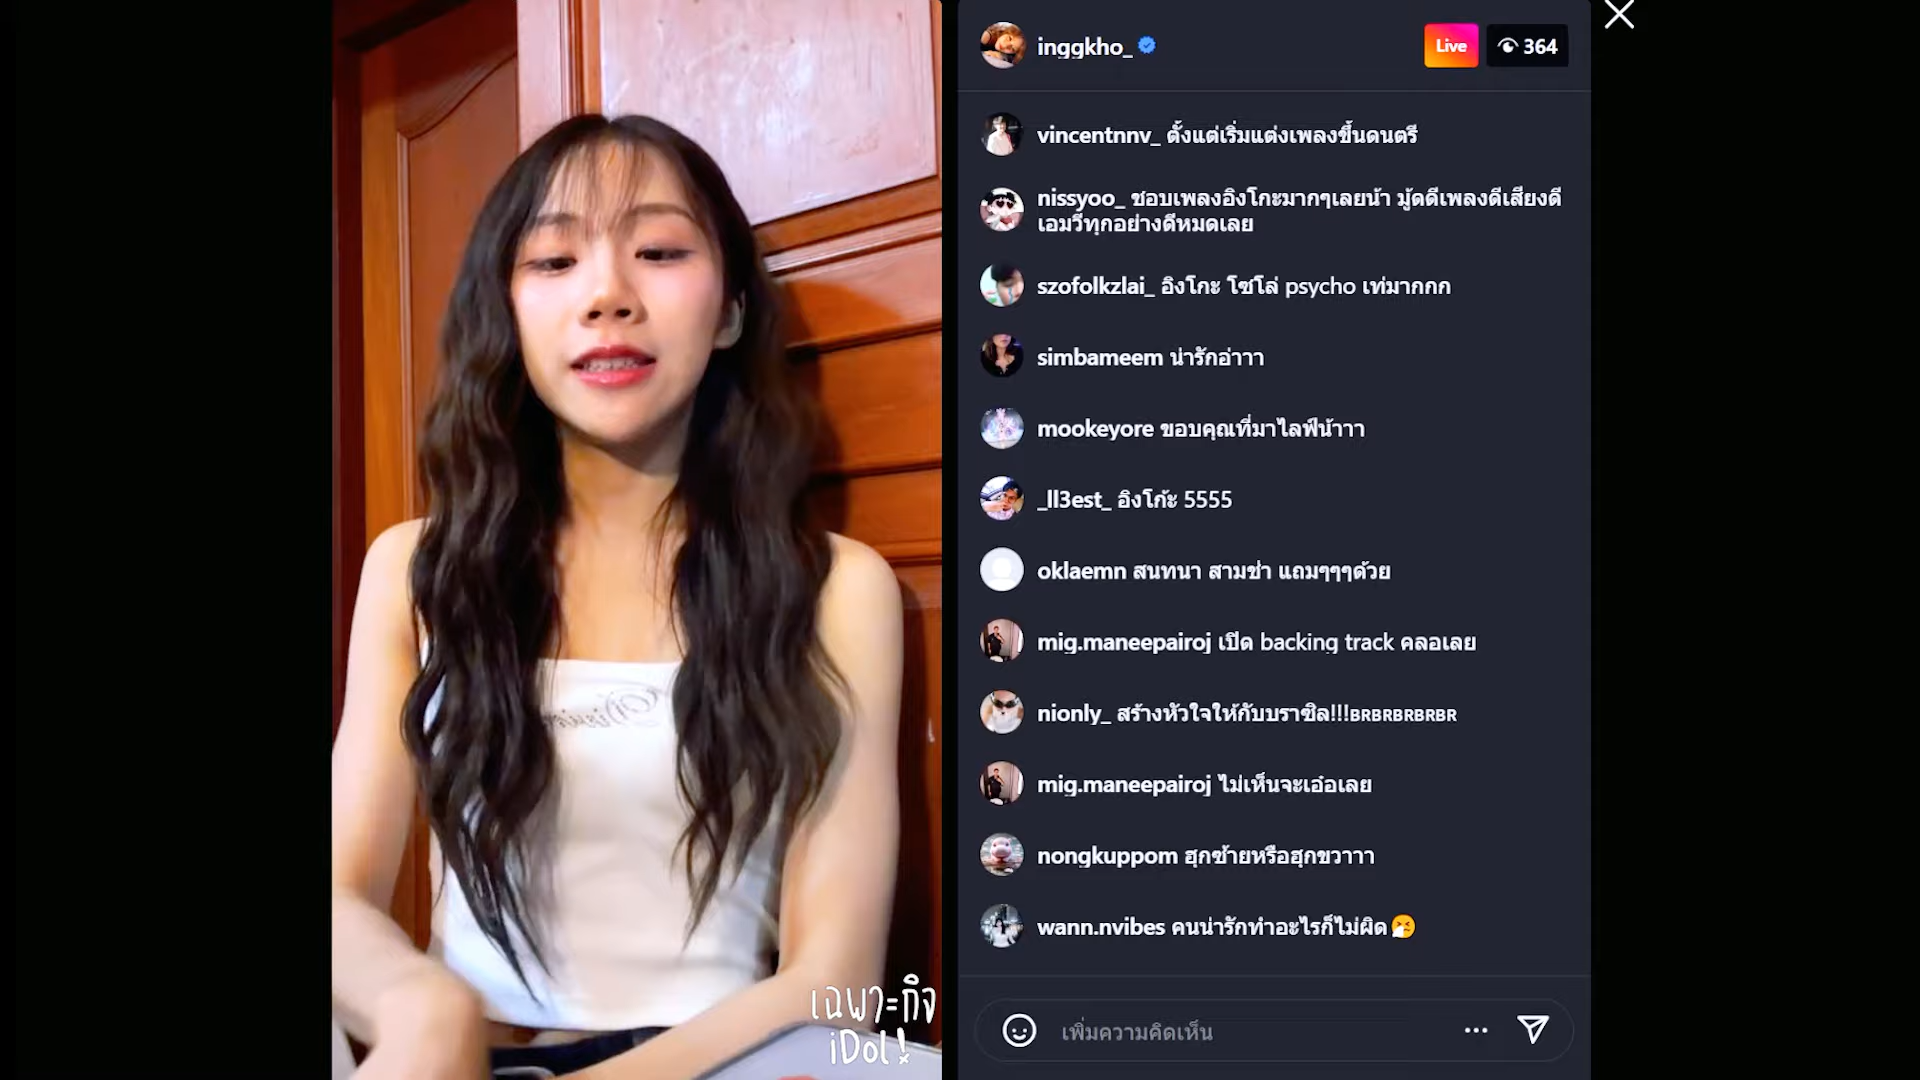 inggkho_
Live
364
vincentnnv_ ตั้งแต่เริ่มแต่งเพลงขึ้นดนตรี
nissyoo_ ชอบเพลงอิงโกะมากๆเลยน้า มู้ดดีเพลงดีเสียงดี
เอมวีทุกอย่างดีหมดเลย
szofolkzlai_ อิงโกะ โซโล่ psycho เท่มากกก
simbameem น่ารักอ่าาา
mookeyore ขอบคุณที่มาไลฟ์น้าาา
_ll3est_ อิงโก้ะ 5555
oklaemn สนทนา สามช่า แถมๆๆๆด้วย
mig.maneepairoj เปิด backing track คลอเลย
nionly_ สร้างหัวใจให้กับบราซิล!!!BRBRBRBRBR
mig.maneepairoj ไม่เห็นจะเอ๋อเลย
nongkuppom ฮุกซ้ายหรือฮุกขวาาา
wann.nvibes คนน่ารักทำอะไรก็ไม่ผิด🤧
เพิ่มความคิดเห็น
เฉพาะกิจ
iDol!